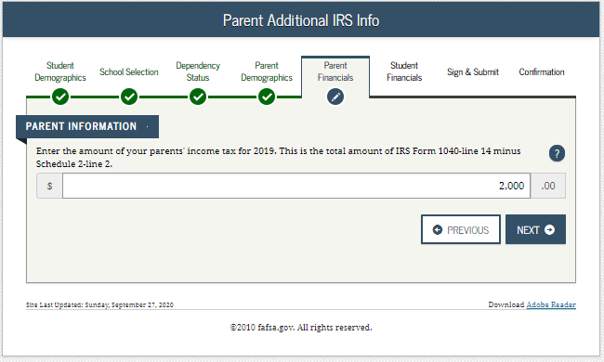 Parent Additional IRS Info
Student Demographics
School Selection
Dependency Status
Parent Demographics
Parent Financials
Student Financials
Sign & Submit
Confirmation
PARENT INFORMATION
Enter the amount of your parents' income tax for 2019. This is the total amount of IRS Form 1040-line 14 minus
Schedule 2-line 2.
?
$ 2,000 .00
PREVIOUS NEXT
Site Last Updated: Sunday, September 27, 2020 Download Adobe Reader
©2010 fafsa.gov. All rights reserved.